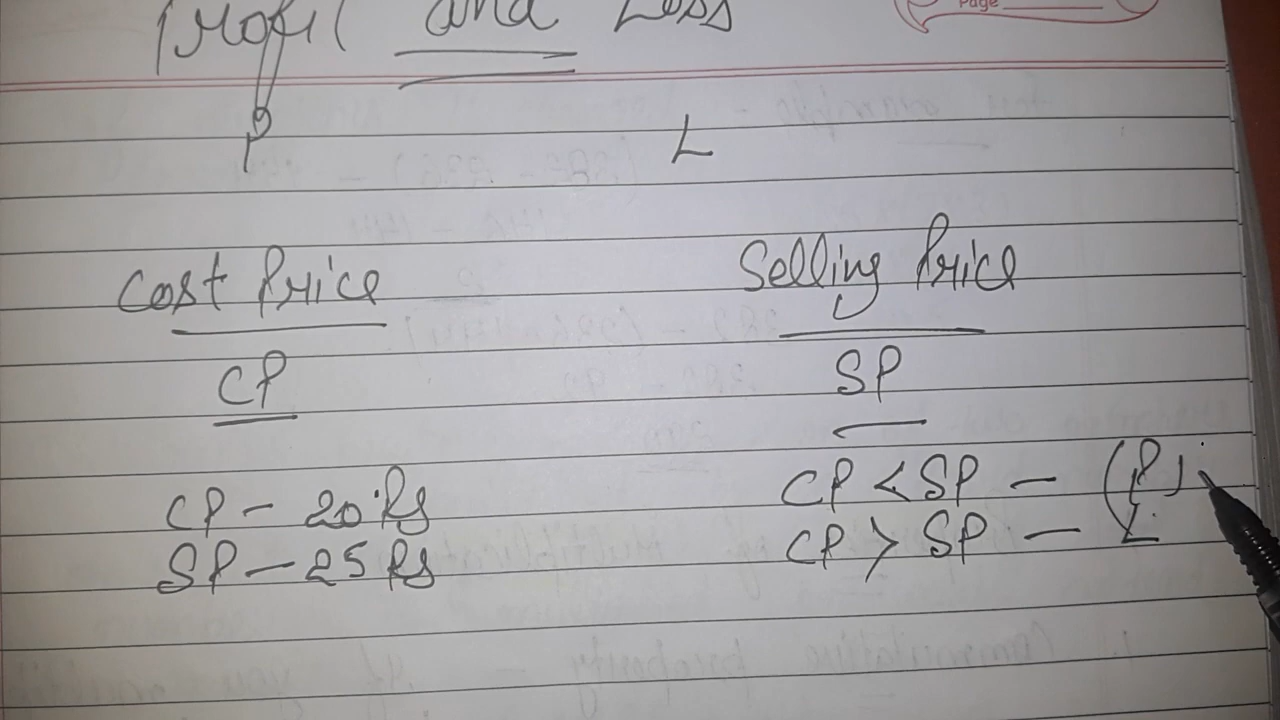 Profit and Loss
Page
P L
Cost Price Selling Price
CP SP
CP - 20 Rs CP < SP - (P)
SP - 25 Rs CP > SP - L